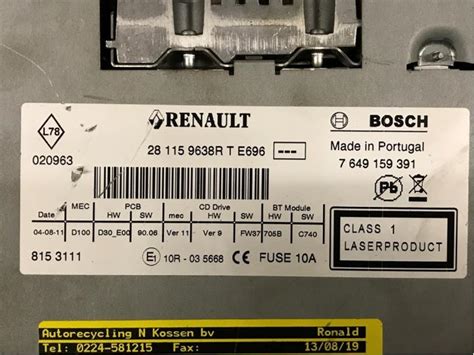 L78
020963
RENAULT
BOSCH
28 115 9638R T E696 ---
Made in Portugal
7 649 159 391
Pb
MEC PCB CD Drive BT Module
HW SW mec HW SW HW SW
04-08-11 D100 D30_E00 90.06 Ver 11 Ver 9 FW37 705B C740
CLASS 1
LASERPRODUCT
815 3111
E1 10R - 03 5668 CE FUSE 10A
Autorecycling N Kossen bv Ronald
Tel: 0224-581215 Fax: 13/08/19